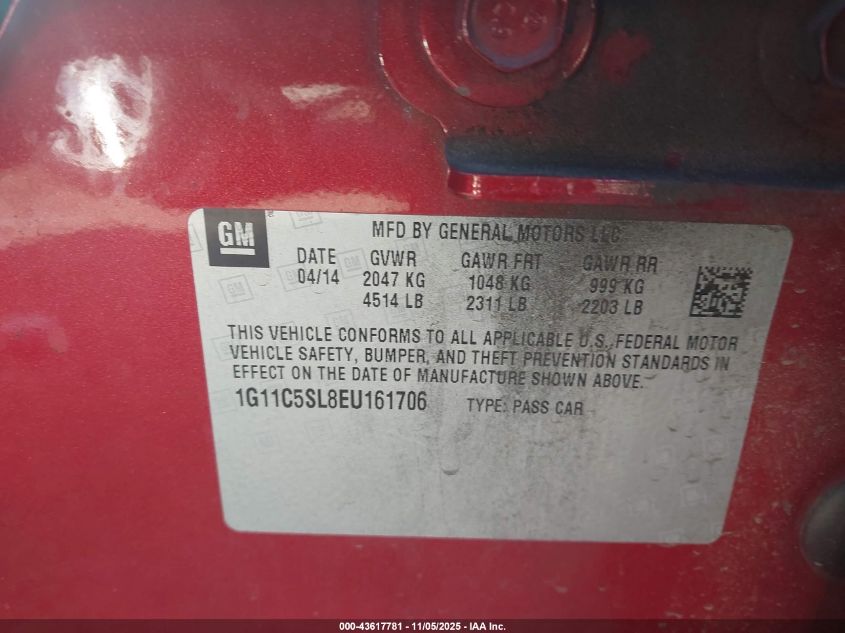 GM
MFD BY GENERAL MOTORS LLC
DATE GVWR GAWR FRT GAWR RR
04/14 2047 KG 1048 KG 999 KG
4514 LB 2311 LB 2203 LB
THIS VEHICLE CONFORMS TO ALL APPLICABLE U.S. FEDERAL MOTOR
VEHICLE SAFETY, BUMPER, AND THEFT PREVENTION STANDARDS IN
EFFECT ON THE DATE OF MANUFACTURE SHOWN ABOVE.
1G11C5SL8EU161706 TYPE: PASS CAR
000-43617781 - 11/05/2025 - IAA Inc.